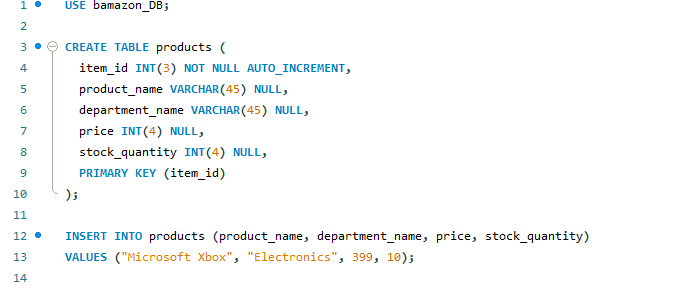 1 USE bamazon_DB;
2
3 CREATE TABLE products (
4 item_id INT(3) NOT NULL AUTO_INCREMENT,
5 product_name VARCHAR(45) NULL,
6 department_name VARCHAR(45) NULL,
7 price INT(4) NULL,
8 stock_quantity INT(4) NULL,
9 PRIMARY KEY (item_id)
10 );
11
12 INSERT INTO products (product_name, department_name, price, stock_quantity)
13 VALUES ("Microsoft Xbox", "Electronics", 399, 10);
14